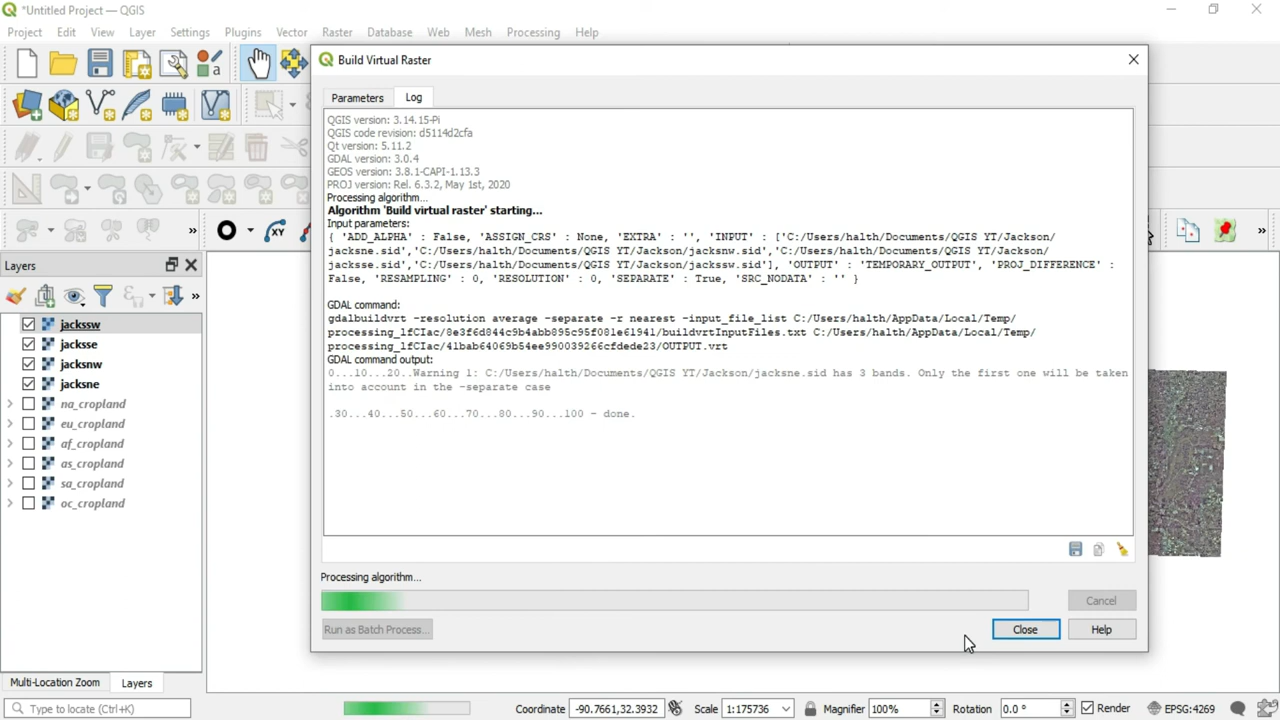 *Untitled Project — QGIS
Project Edit View Layer Settings Plugins Vector Raster Database Web Mesh Processing Help
Build Virtual Raster
Parameters Log
QGIS version: 3.14.15-Pi
QGIS code revision: d5114d2cfa
Qt version: 5.11.2
GDAL version: 3.0.4
GEOS version: 3.8.1-CAPI-1.13.3
PROJ version: Rel. 6.3.2, May 1st, 2020
Processing algorithm...
Algorithm 'Build virtual raster' starting...
Input parameters:
{ 'ADD_ALPHA' : False, 'ASSIGN_CRS' : None, 'EXTRA' : '', 'INPUT' : ['C:/Users/halth/Documents/QGIS YT/Jackson/
jacksne.sid','C:/Users/halth/Documents/QGIS YT/Jackson/jacksnw.sid','C:/Users/halth/Documents/QGIS YT/Jackson/
jacksse.sid','C:/Users/halth/Documents/QGIS YT/Jackson/jackssw.sid'], 'OUTPUT' : 'TEMPORARY_OUTPUT', 'PROJ_DIFFERENCE' :
False, 'RESAMPLING' : 0, 'RESOLUTION' : 0, 'SEPARATE' : True, 'SRC_NODATA' : '' }
GDAL command:
gdalbuildvrt -resolution average -separate -r nearest -input_file_list C:/Users/halth/AppData/Local/Temp/
processing_lfCIac/8e3f6d844c9b4abb895c95f081e61941/buildvrtInputFiles.txt C:/Users/halth/AppData/Local/Temp/
processing_lfCIac/41bab64069b54ee990039266cfdede23/OUTPUT.vrt
GDAL command output:
0...10...20..Warning 1: C:/Users/halth/Documents/QGIS YT/Jackson/jacksne.sid has 3 bands. Only the first one will be taken
into account in the -separate case
.30...40...50...60...70...80...90...100 - done.
Layers
jackssw
jacksse
jacksnw
jacksne
na_cropland
eu_cropland
af_cropland
as_cropland
sa_cropland
oc_cropland
Processing algorithm...
Cancel
Run as Batch Process... Close Help
Multi-Location Zoom Layers
Type to locate (Ctrl+K) Coordinate -90.7661,32.3932 Scale 1:175736 Magnifier 100% Rotation 0.0 ° Render EPSG:4269